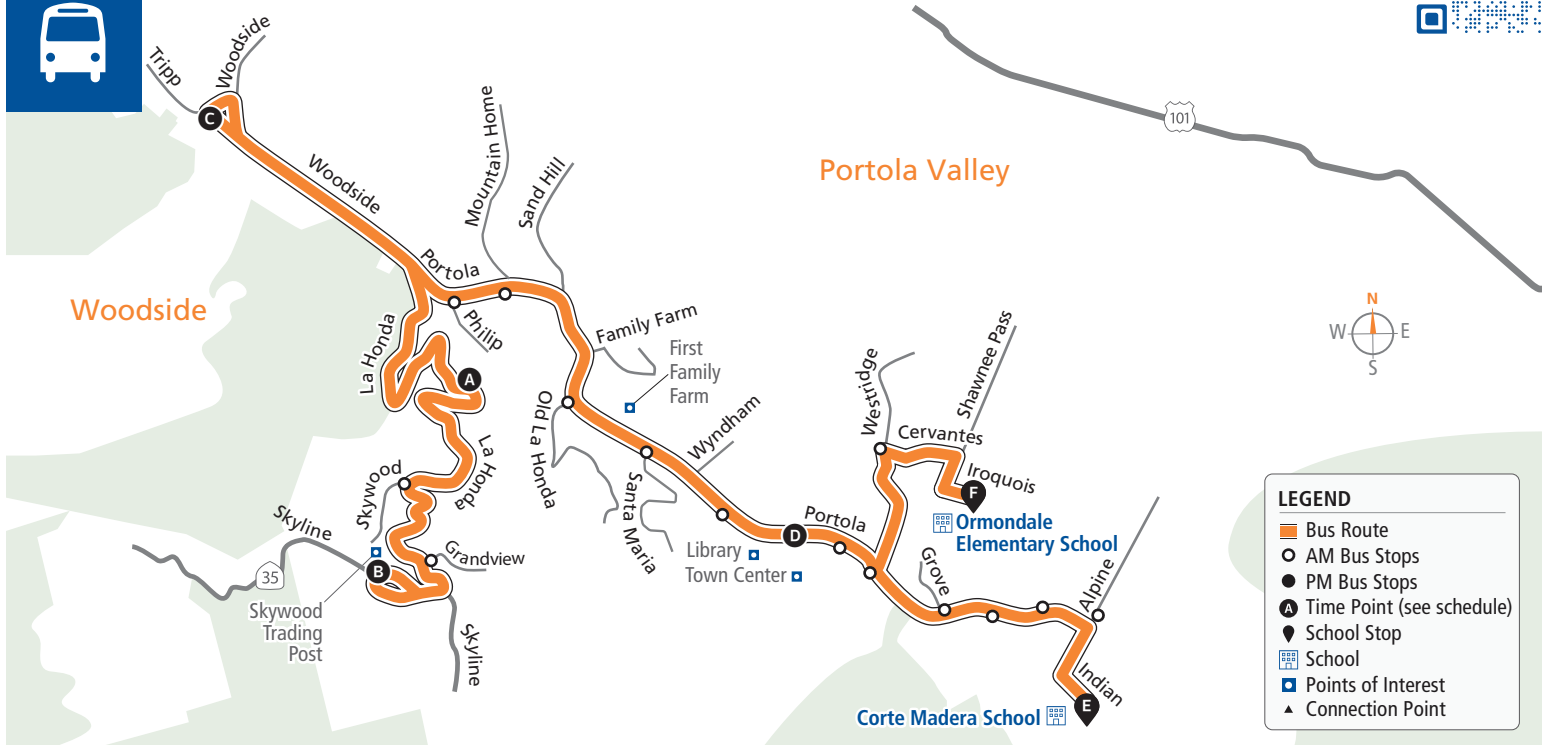 Tripp
Woodside
C
Woodside
Mountain Home
Sand Hill
Portola Valley
101
Portola
Woodside
La Honda
Philip
Family Farm
First
Family
Farm
A
Old La Honda
Wyndham
Westridge
Shawnee Pass
Cervantes
Iroquois
F
Ormondale
Elementary School
N
W
E
S
La Honda
Skywood
Skyline
35
B
Grandview
Skywood
Trading
Post
Skyline
Santa Maria
Library
Town Center
D
Portola
Grove
Alpine
Indian
E
Corte Madera School
LEGEND
Bus Route
AM Bus Stops
PM Bus Stops
A Time Point (see schedule)
School Stop
School
Points of Interest
Connection Point